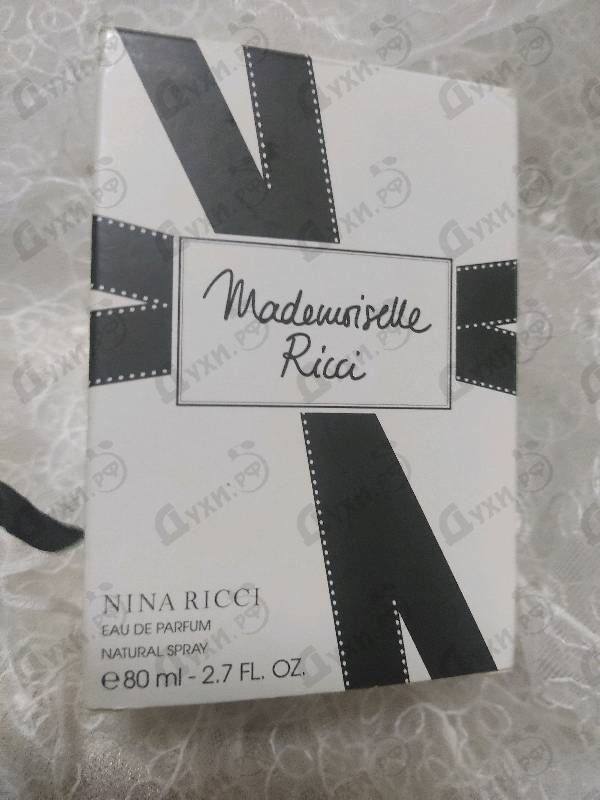 Mademoiselle
Ricci
NINA RICCI
EAU DE PARFUM
NATURAL SPRAY
℮80 ml - 2.7 FL. OZ.
Духи.РФ